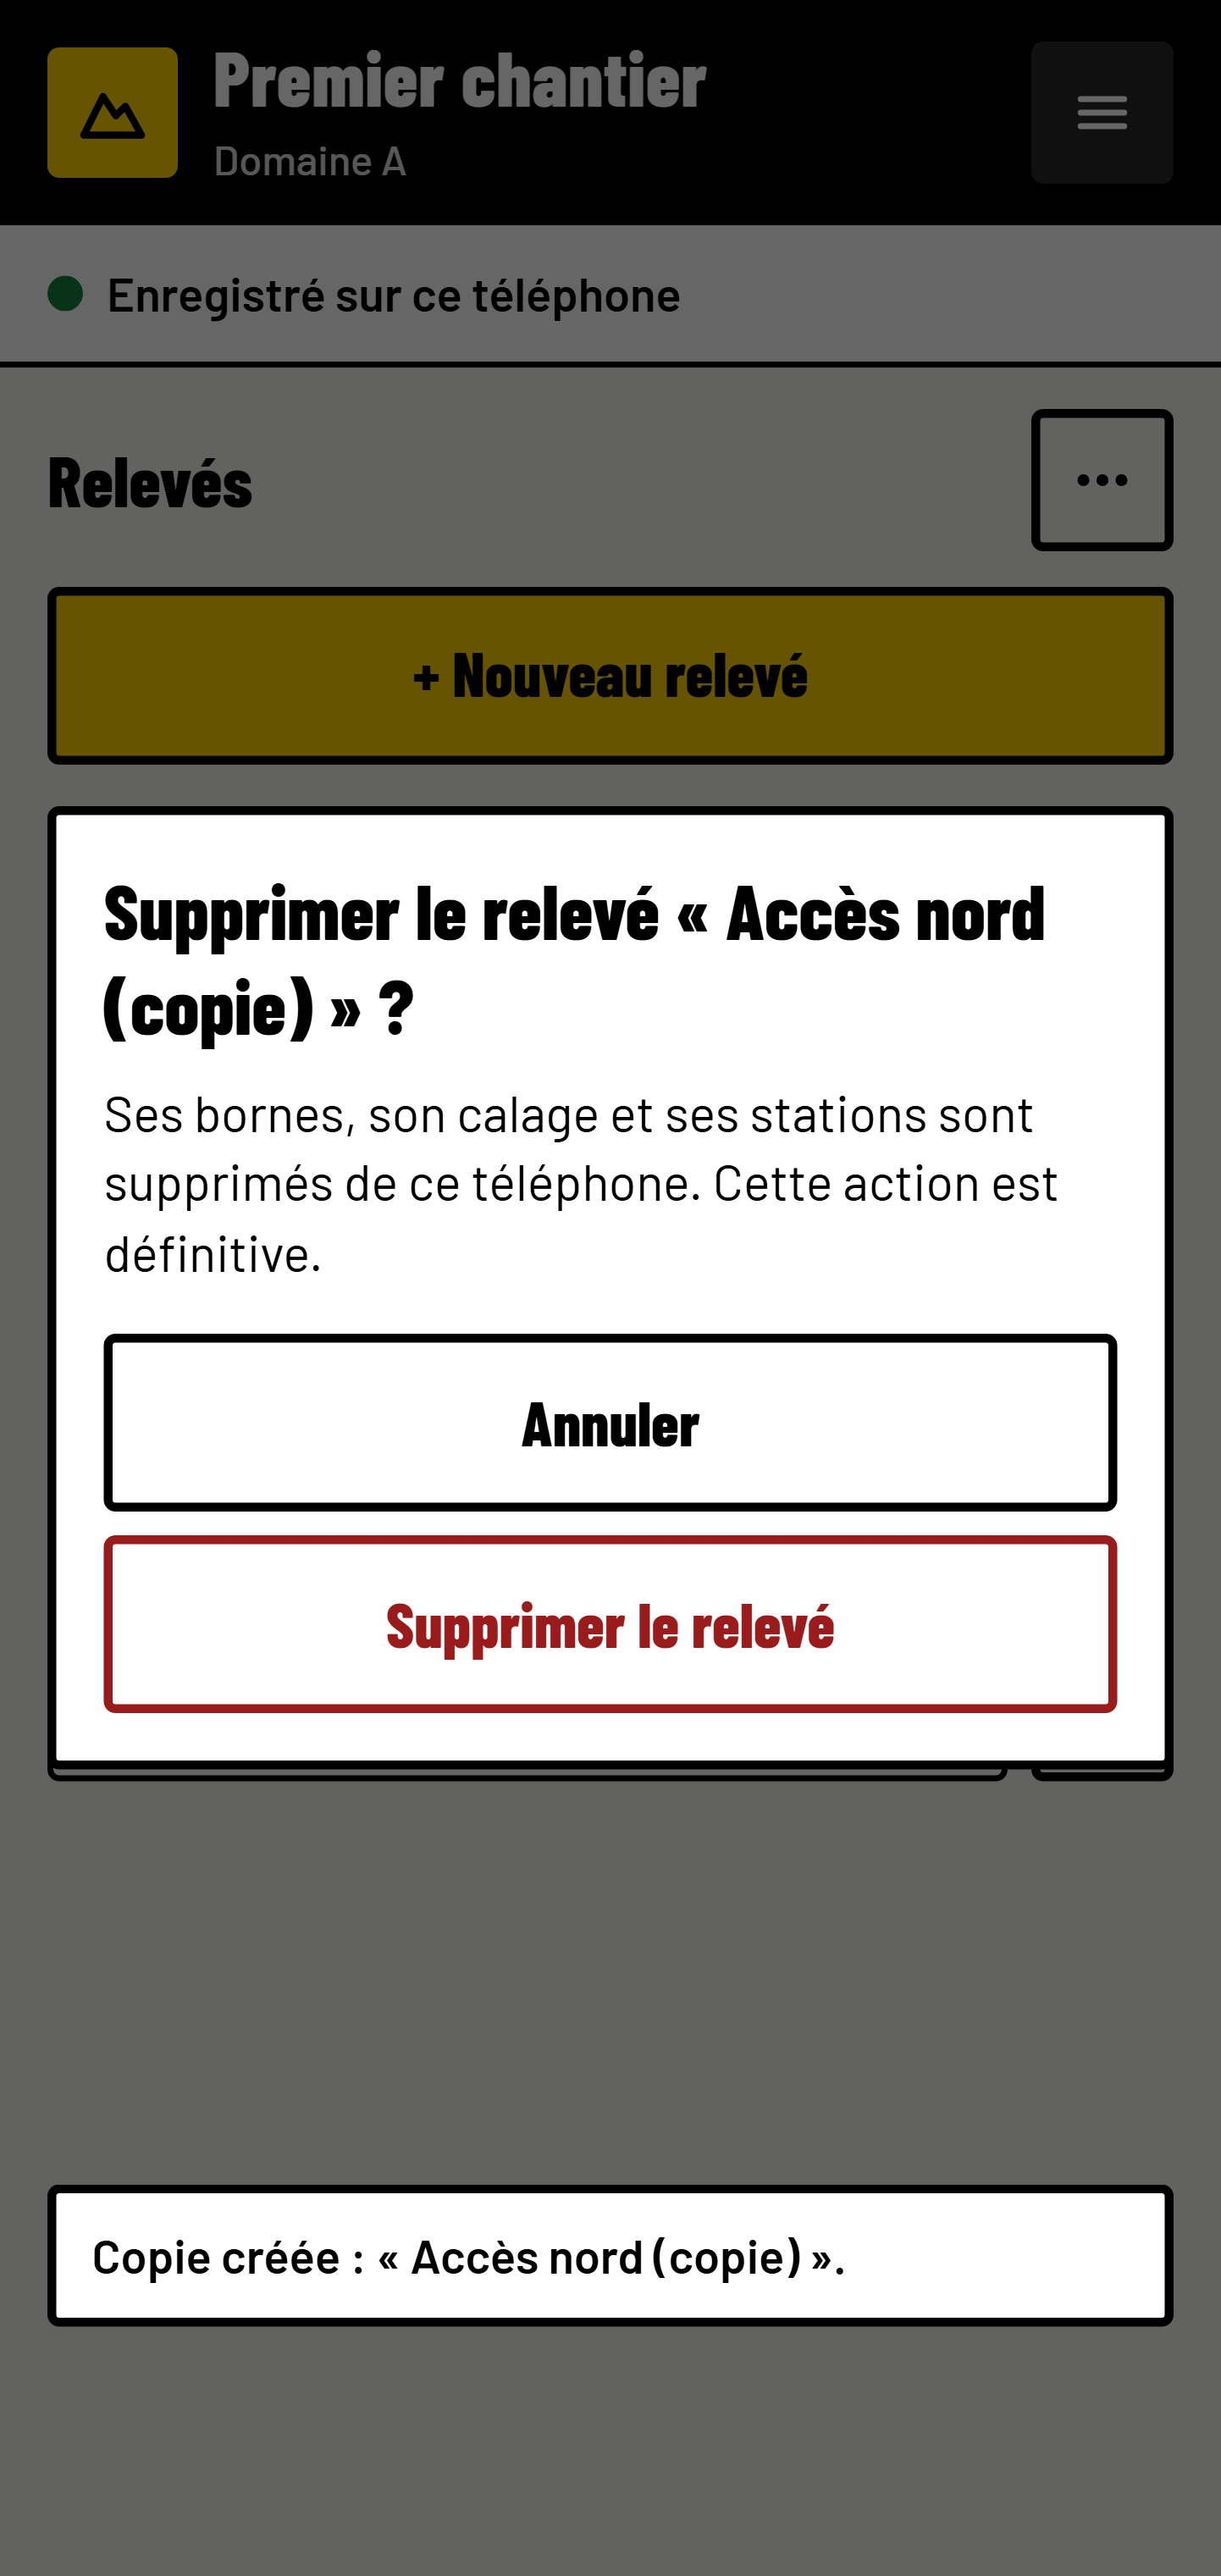 Premier chantier
Domaine A
Enregistré sur ce téléphone
Relevés
+ Nouveau relevé
Supprimer le relevé « Accès nord
(copie) » ?
Ses bornes, son calage et ses stations sont
supprimés de ce téléphone. Cette action est
définitive.
Annuler
Supprimer le relevé
Copie créée : « Accès nord (copie) ».